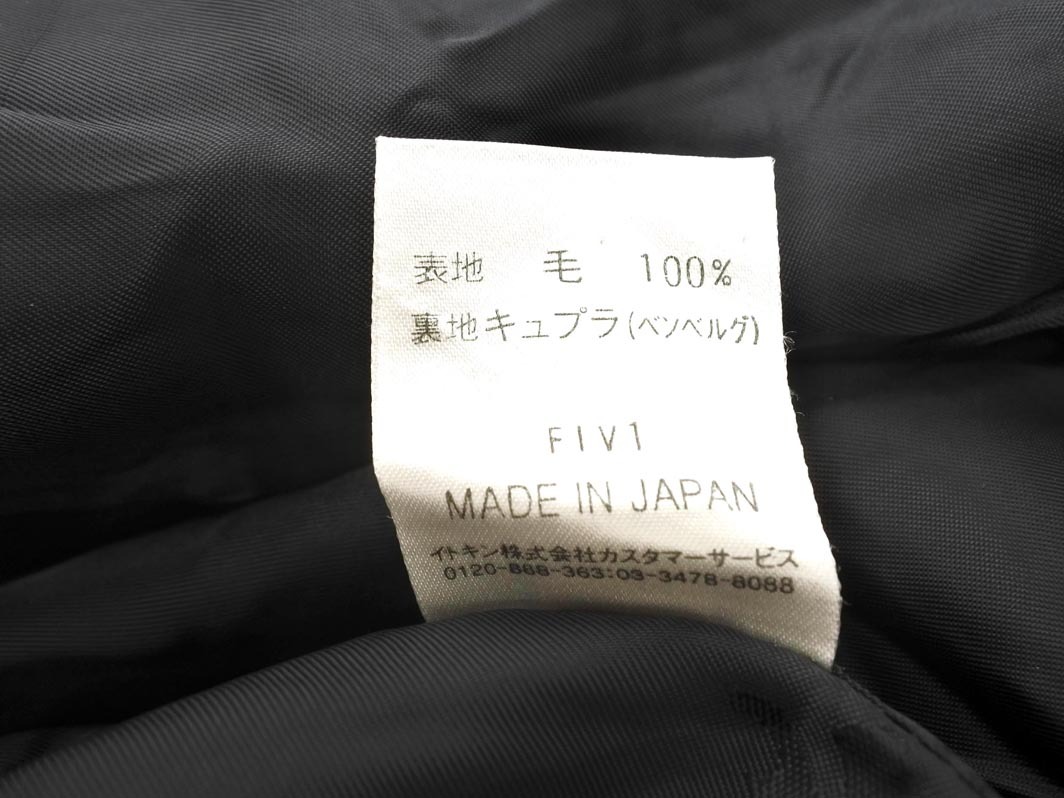 表地 毛 100%
裏地キュプラ(ベンベルグ)
FIV1
MADE IN JAPAN
イトキン株式会社カスタマーサービス
0120-888-363:03-3478-8088